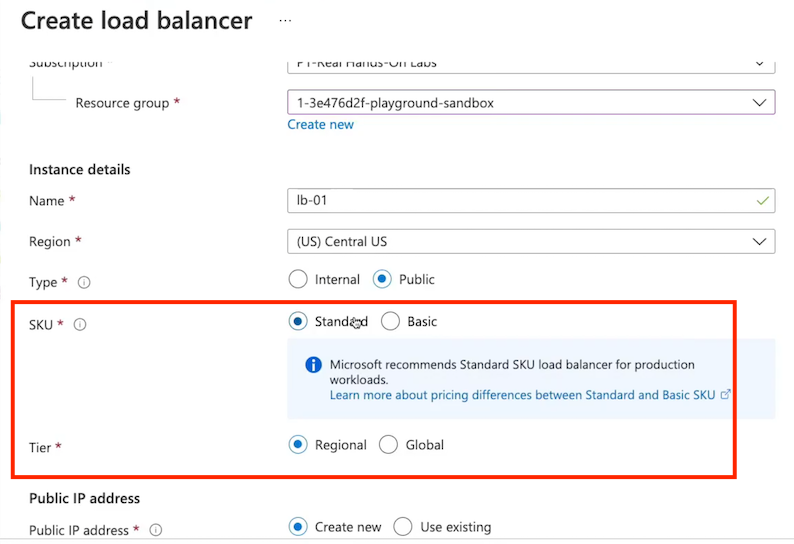 Create load balancer ...
Subscription *
PT-Real Hands-On Labs
Resource group *
1-3e476d2f-playground-sandbox
Create new
Instance details
Name *
lb-01
Region *
(US) Central US
Type *
Internal Public
SKU *
Standard Basic
Microsoft recommends Standard SKU load balancer for production
workloads.
Learn more about pricing differences between Standard and Basic SKU
Tier *
Regional Global
Public IP address
Public IP address *
Create new Use existing